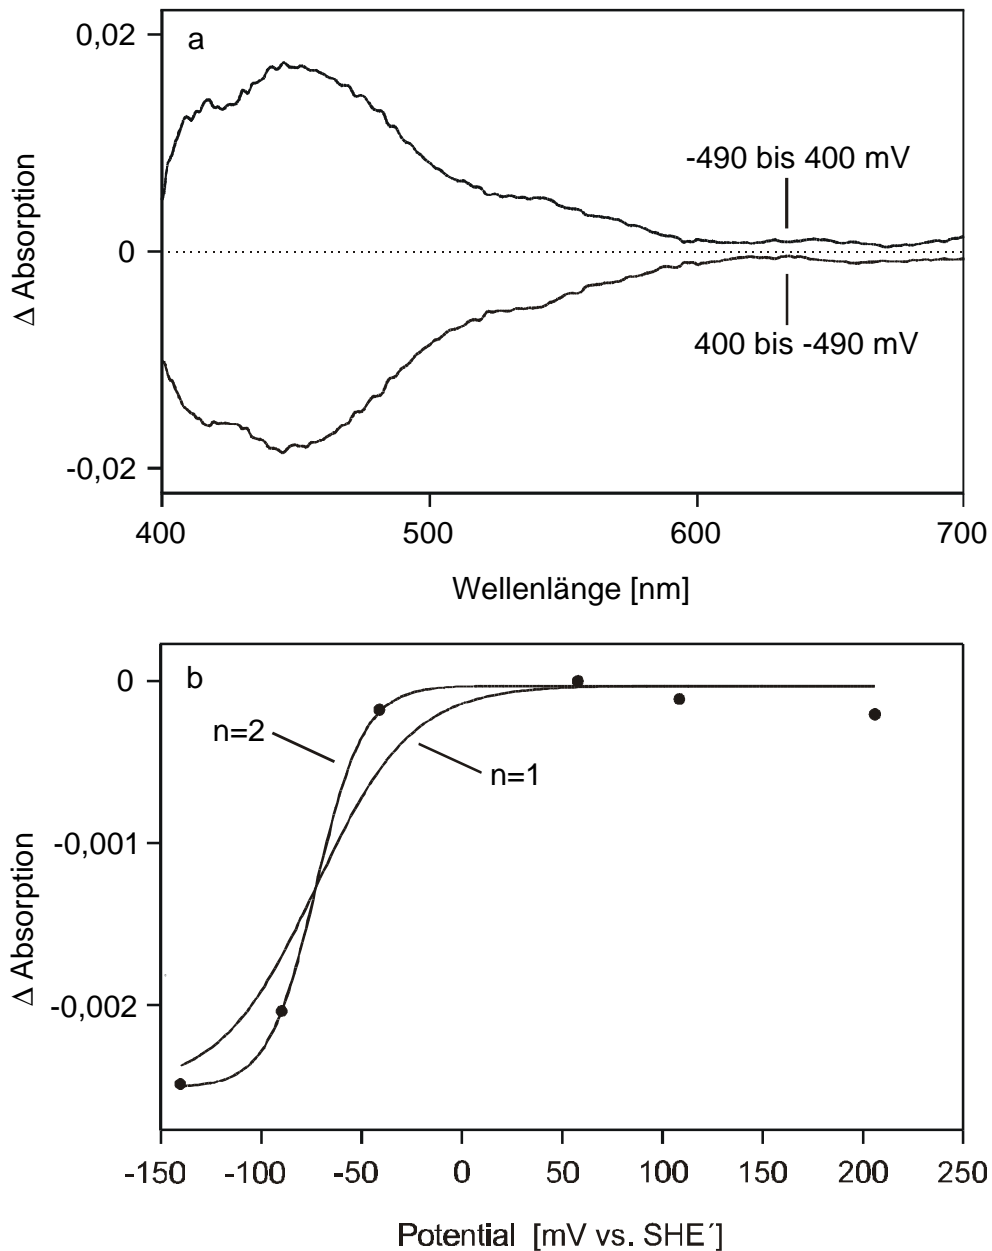 a
0,02
0
-0,02
Δ Absorption
-490 bis 400 mV
400 bis -490 mV
400 500 600 700
Wellenlänge [nm]
b
0
-0,001
-0,002
Δ Absorption
n=2
n=1
-150 -100 -50 0 50 100 150 200 250
Potential [mV vs. SHE´]